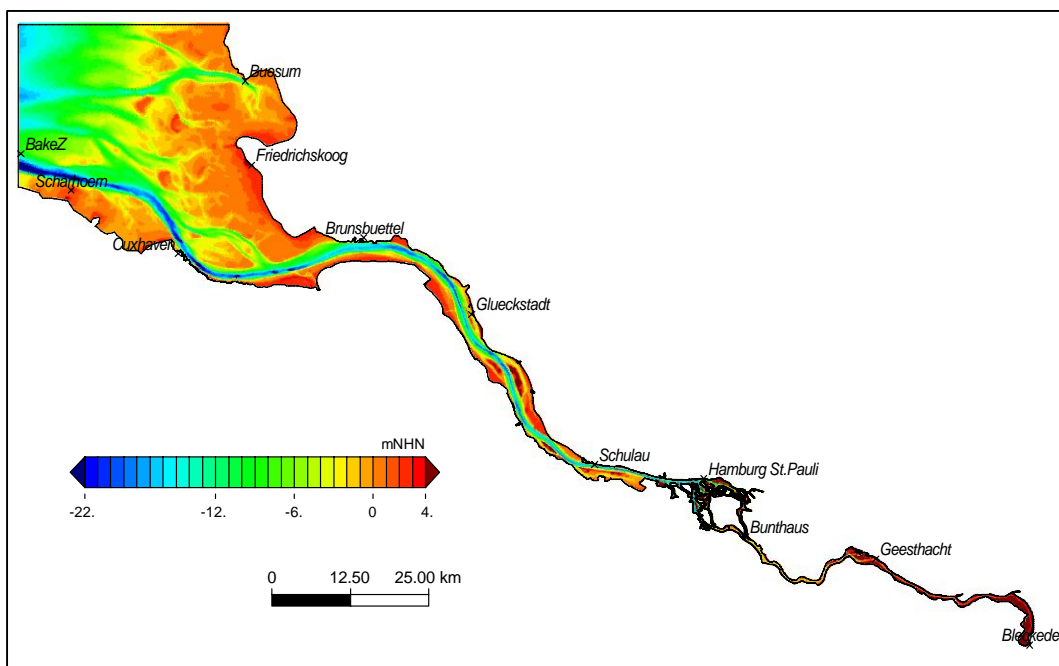 Buesum
BakeZ
Friedrichskoog
Scharhoern
Brunsbuettel
Cuxhaven
Glueckstadt
mNHN
Schulau
Hamburg St.Pauli
-22. -12. -6. 0 4.
Bunthaus
Geesthacht
0 12.50 25.00 km
Bleckede